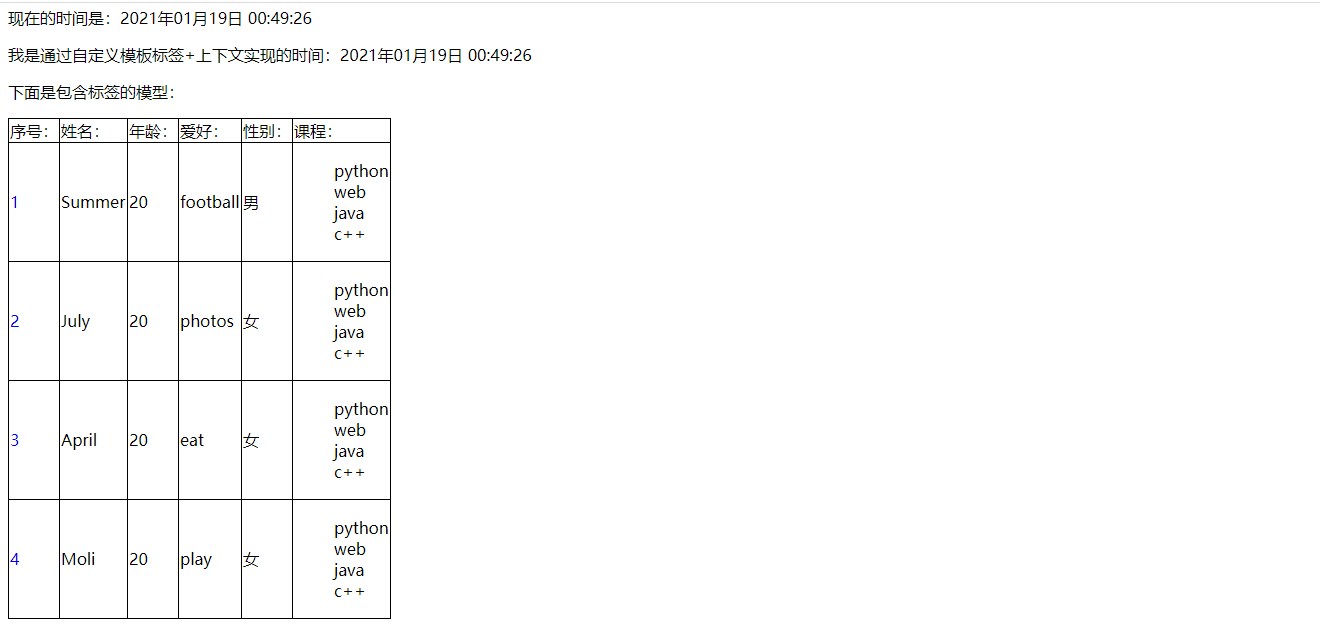 现在的时间是：2021年01月19日 00:49:26
我是通过自定义模板标签+上下文实现的时间：2021年01月19日 00:49:26
下面是包含标签的模型：
序号： 姓名： 年龄： 爱好： 性别： 课程：
1 Summer 20 football 男
python
web
java
c++
2 July 20 photos 女
python
web
java
c++
3 April 20 eat 女
python
web
java
c++
4 Moli 20 play 女
python
web
java
c++